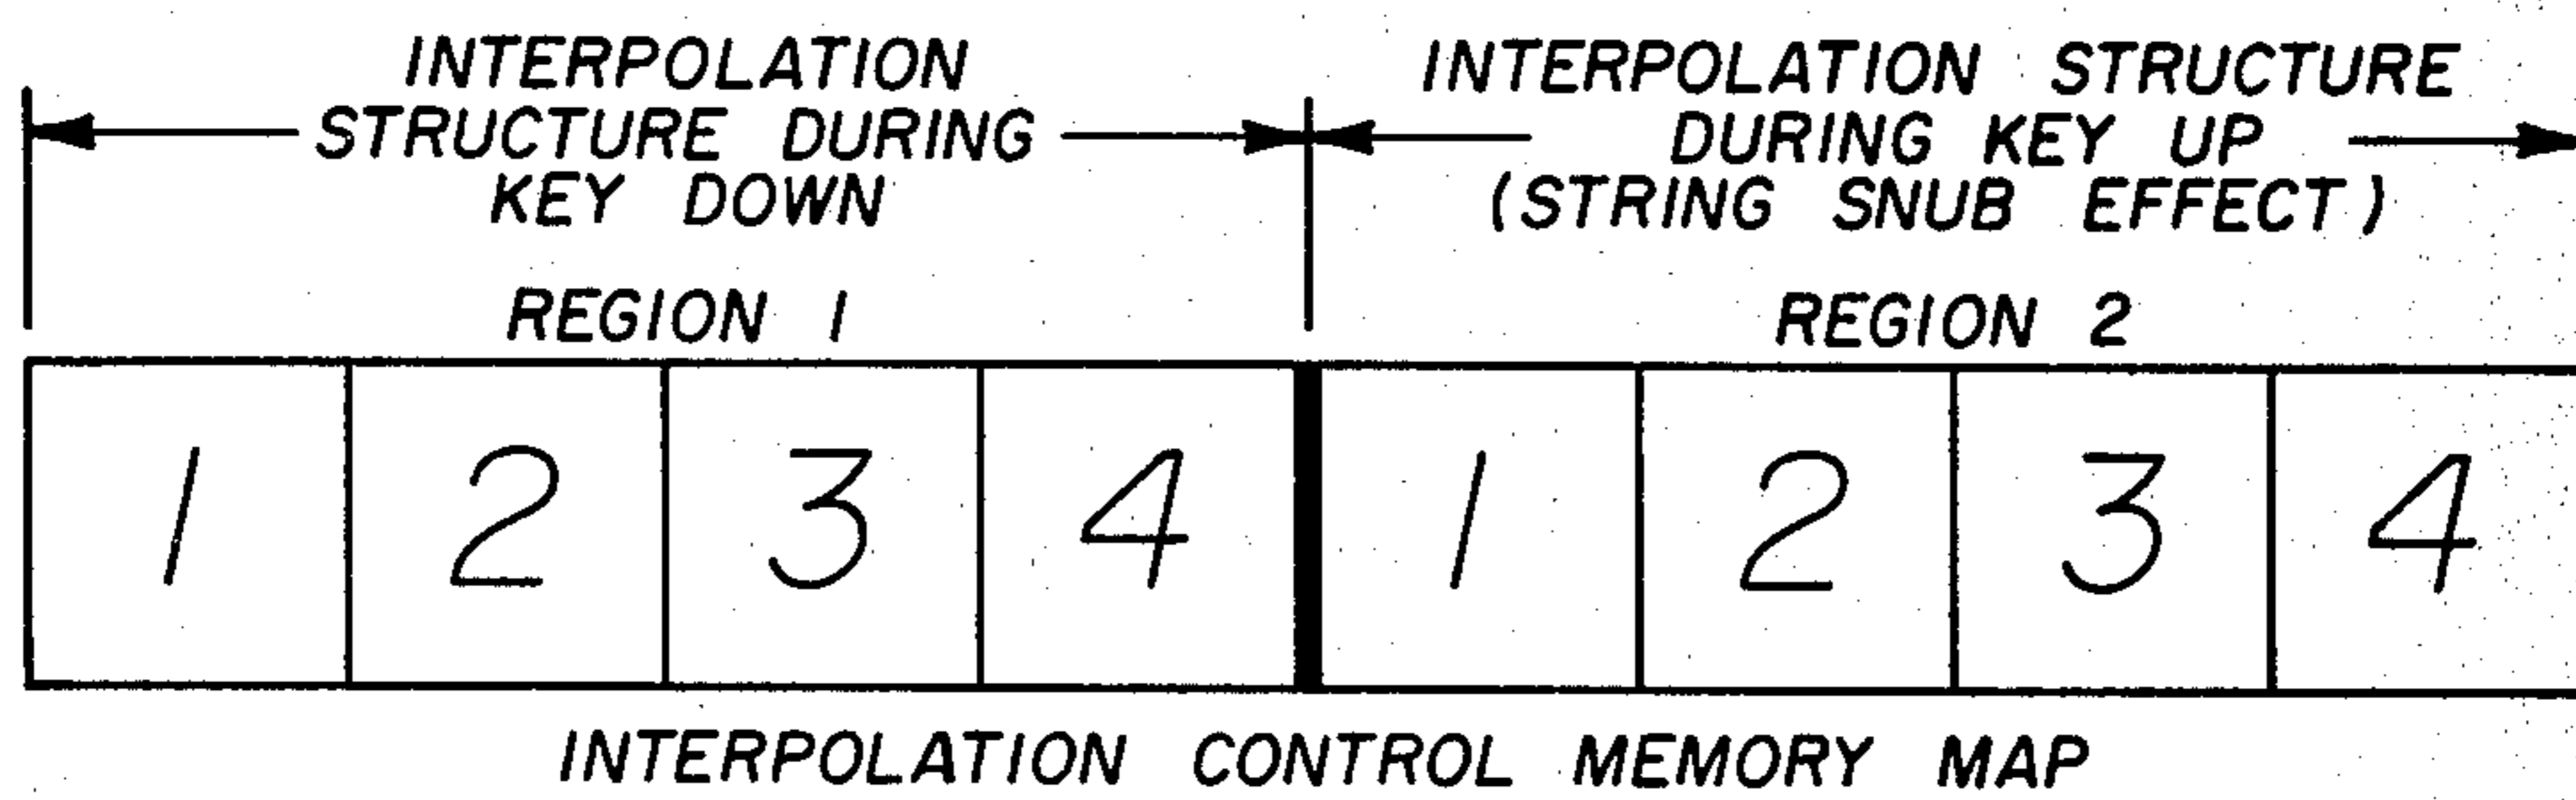 INTERPOLATION
STRUCTURE DURING
KEY DOWN
INTERPOLATION STRUCTURE
DURING KEY UP
(STRING SNUB EFFECT)
REGION 1
REGION 2
1 2 3 4 1 2 3 4
INTERPOLATION CONTROL MEMORY MAP